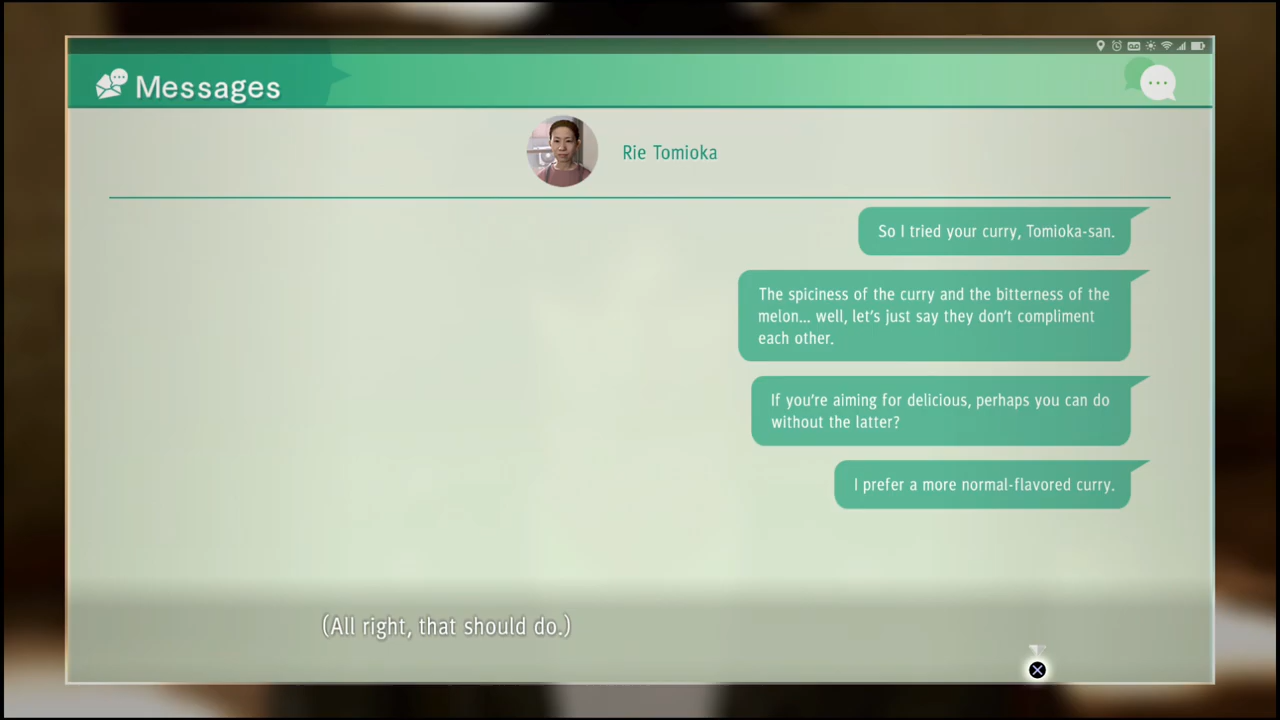 Messages
Rie Tomioka
So I tried your curry, Tomioka-san.
The spiciness of the curry and the bitterness of the
melon... well, let's just say they don't compliment
each other.
If you're aiming for delicious, perhaps you can do
without the latter?
I prefer a more normal-flavored curry.
(All right, that should do.)